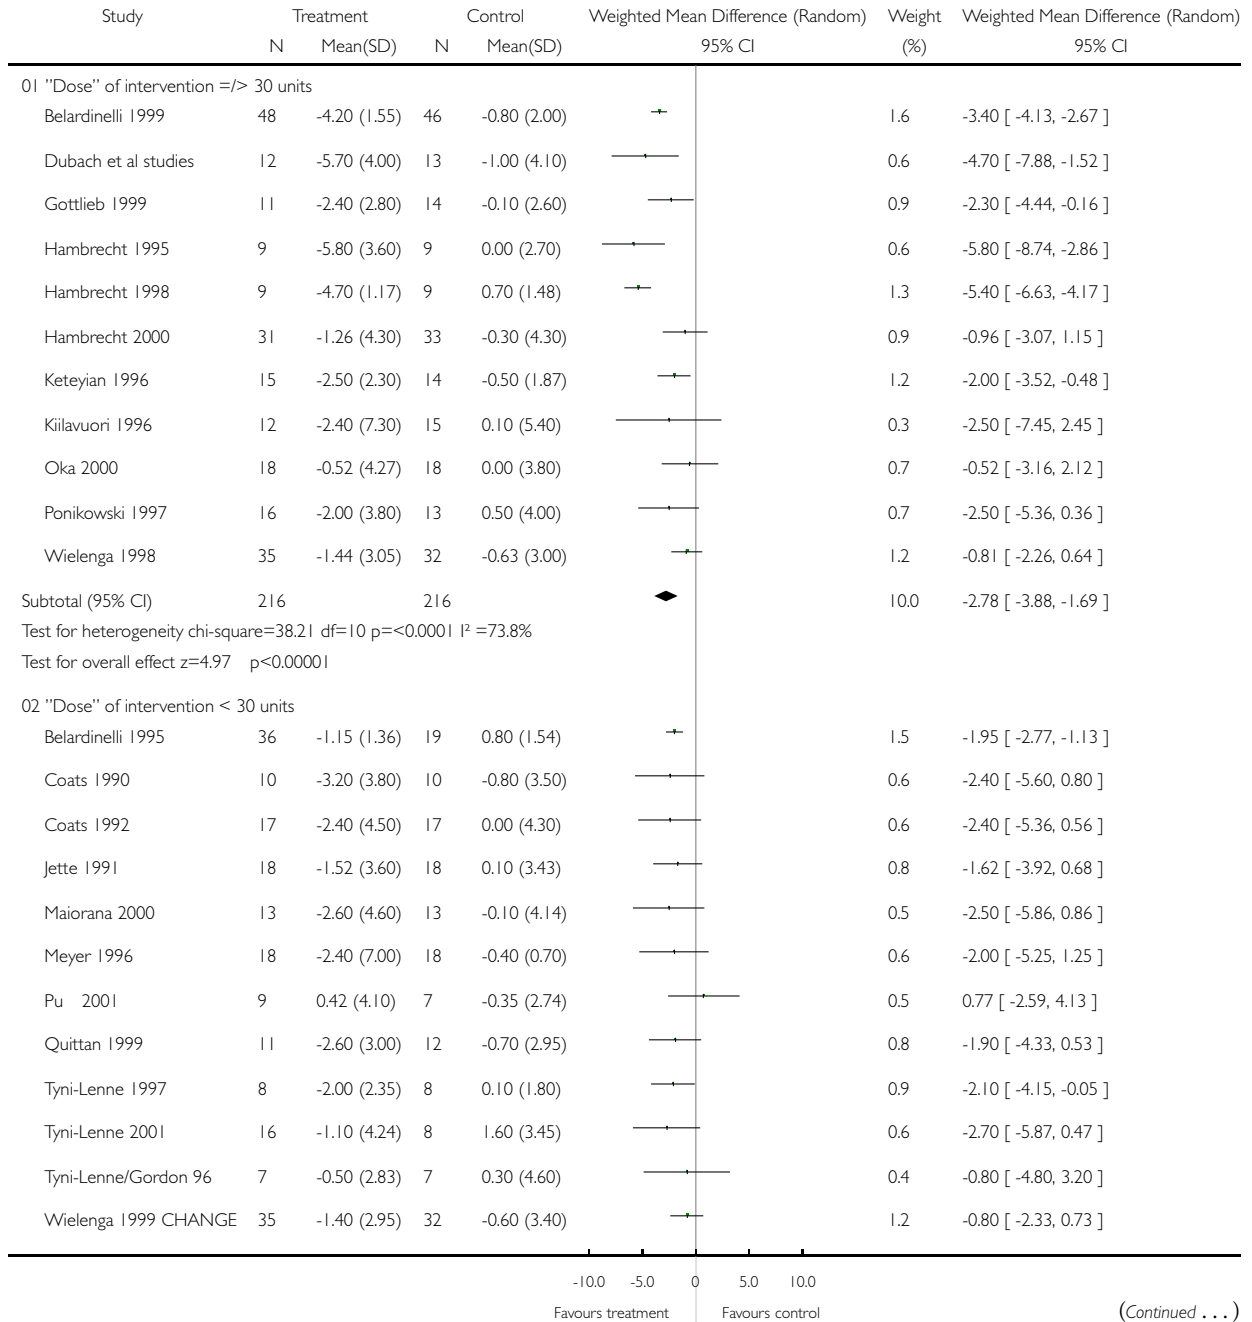 Study Treatment Control Weighted Mean Difference (Random) Weight Weighted Mean Difference (Random)
N Mean(SD) N Mean(SD) 95% CI (%) 95% CI
01 ”Dose” of intervention =/> 30 units
Belardinelli 1999 48 -4.20 (1.55) 46 -0.80 (2.00) 1.6 -3.40 [ -4.13, -2.67 ]
Dubach et al studies 12 -5.70 (4.00) 13 -1.00 (4.10) 0.6 -4.70 [ -7.88, -1.52 ]
Gottlieb 1999 11 -2.40 (2.80) 14 -0.10 (2.60) 0.9 -2.30 [ -4.44, -0.16 ]
Hambrecht 1995 9 -5.80 (3.60) 9 0.00 (2.70) 0.6 -5.80 [ -8.74, -2.86 ]
Hambrecht 1998 9 -4.70 (1.17) 9 0.70 (1.48) 1.3 -5.40 [ -6.63, -4.17 ]
Hambrecht 2000 31 -1.26 (4.30) 33 -0.30 (4.30) 0.9 -0.96 [ -3.07, 1.15 ]
Keteyian 1996 15 -2.50 (2.30) 14 -0.50 (1.87) 1.2 -2.00 [ -3.52, -0.48 ]
Kiilavuori 1996 12 -2.40 (7.30) 15 0.10 (5.40) 0.3 -2.50 [ -7.45, 2.45 ]
Oka 2000 18 -0.52 (4.27) 18 0.00 (3.80) 0.7 -0.52 [ -3.16, 2.12 ]
Ponikowski 1997 16 -2.00 (3.80) 13 0.50 (4.00) 0.7 -2.50 [ -5.36, 0.36 ]
Wielenga 1998 35 -1.44 (3.05) 32 -0.63 (3.00) 1.2 -0.81 [ -2.26, 0.64 ]
Subtotal (95% CI) 216 216 10.0 -2.78 [ -3.88, -1.69 ]
Test for heterogeneity chi-square=38.21 df=10 p=<0.0001 I² =73.8%
Test for overall effect z=4.97 p<0.00001
02 ”Dose” of intervention < 30 units
Belardinelli 1995 36 -1.15 (1.36) 19 0.80 (1.54) 1.5 -1.95 [ -2.77, -1.13 ]
Coats 1990 10 -3.20 (3.80) 10 -0.80 (3.50) 0.6 -2.40 [ -5.60, 0.80 ]
Coats 1992 17 -2.40 (4.50) 17 0.00 (4.30) 0.6 -2.40 [ -5.36, 0.56 ]
Jette 1991 18 -1.52 (3.60) 18 0.10 (3.43) 0.8 -1.62 [ -3.92, 0.68 ]
Maiorana 2000 13 -2.60 (4.60) 13 -0.10 (4.14) 0.5 -2.50 [ -5.86, 0.86 ]
Meyer 1996 18 -2.40 (7.00) 18 -0.40 (0.70) 0.6 -2.00 [ -5.25, 1.25 ]
Pu 2001 9 0.42 (4.10) 7 -0.35 (2.74) 0.5 0.77 [ -2.59, 4.13 ]
Quittan 1999 11 -2.60 (3.00) 12 -0.70 (2.95) 0.8 -1.90 [ -4.33, 0.53 ]
Tyni-Lenne 1997 8 -2.00 (2.35) 8 0.10 (1.80) 0.9 -2.10 [ -4.15, -0.05 ]
Tyni-Lenne 2001 16 -1.10 (4.24) 8 1.60 (3.45) 0.6 -2.70 [ -5.87, 0.47 ]
Tyni-Lenne/Gordon 96 7 -0.50 (2.83) 7 0.30 (4.60) 0.4 -0.80 [ -4.80, 3.20 ]
Wielenga 1999 CHANGE 35 -1.40 (2.95) 32 -0.60 (3.40) 1.2 -0.80 [ -2.33, 0.73 ]
-10.0 -5.0 0 5.0 10.0
Favours treatment Favours control (Continued . . . )